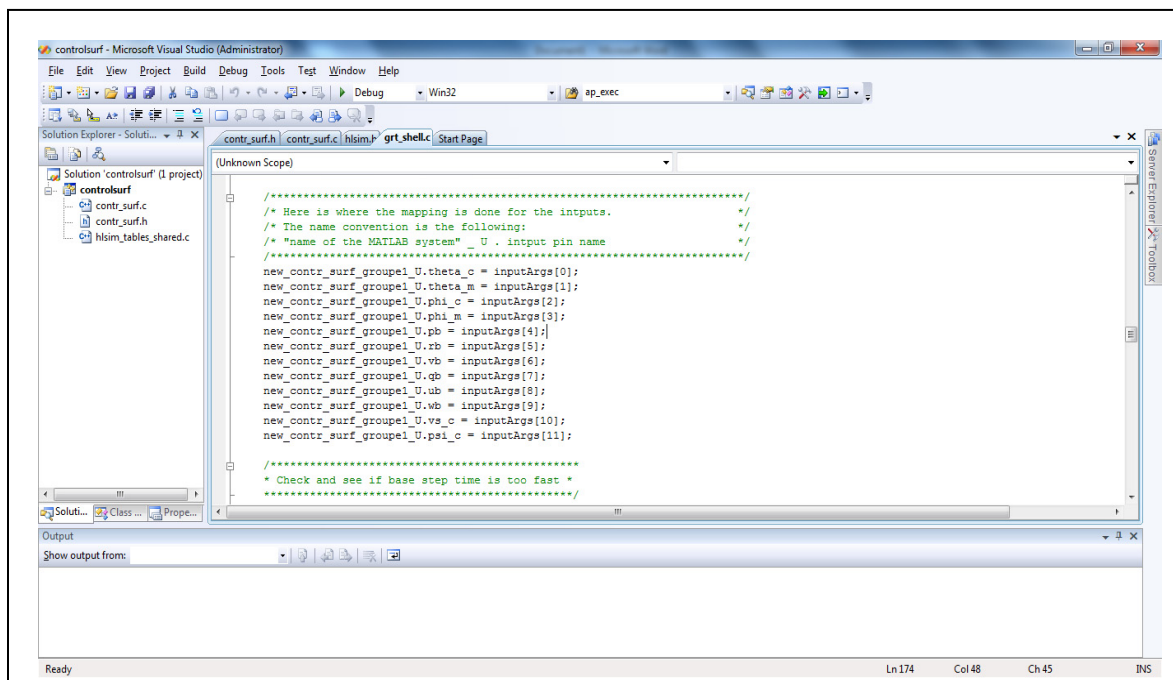 controlsurf - Microsoft Visual Studio (Administrator)
File Edit View Project Build Debug Tools Test Window Help
Debug Win32 ap_exec
Solution Explorer - Soluti...
contr_surf.h contr_surf.c hlsim.h grt_shell.c Start Page
(Unknown Scope)
Solution 'controlsurf' (1 project)
controlsurf
contr_surf.c
contr_surf.h
hlsim_tables_shared.c
/************************************************************************/
/* Here is where the mapping is done for the intputs. */
/* The name convention is the following: */
/* "name of the MATLAB system" _ U . intput pin name */
/************************************************************************/
new_contr_surf_groupe1_U.theta_c = inputArgs[0];
new_contr_surf_groupe1_U.theta_m = inputArgs[1];
new_contr_surf_groupe1_U.phi_c = inputArgs[2];
new_contr_surf_groupe1_U.phi_m = inputArgs[3];
new_contr_surf_groupe1_U.pb = inputArgs[4];
new_contr_surf_groupe1_U.rb = inputArgs[5];
new_contr_surf_groupe1_U.vb = inputArgs[6];
new_contr_surf_groupe1_U.qb = inputArgs[7];
new_contr_surf_groupe1_U.ub = inputArgs[8];
new_contr_surf_groupe1_U.wb = inputArgs[9];
new_contr_surf_groupe1_U.vs_c = inputArgs[10];
new_contr_surf_groupe1_U.psi_c = inputArgs[11];
/***********************************************
* Check and see if base step time is too fast *
***********************************************/
Soluti... Class ... Prope...
Server Explorer
Toolbox
Output
Show output from:
Ready Ln 174 Col 48 Ch 45 INS